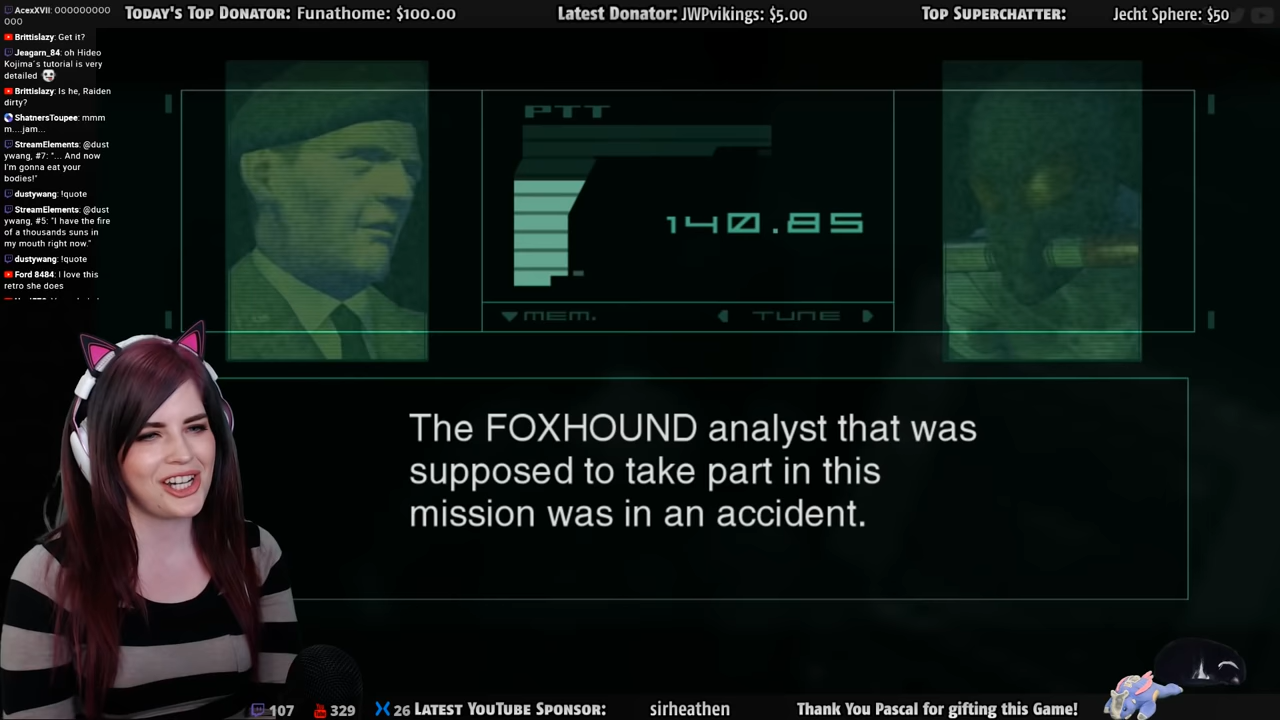 TODAY'S TOP DONATOR: Funathome: $100.00
LATEST DONATOR: JWPvikings: $5.00
TOP SUPERCHATTER: Jecht Sphere: $50
AcexXVII: OOOOOOOOO
OOO
Brittislazy: Get it?
Jeagarn_84: oh Hideo
Kojima's tutorial is very
detailed
Brittislazy: Is he, Raiden
dirty?
ShatnersToupee: mmm
m....jam...
StreamElements: @dust
ywang, #7: "... And now
I'm gonna eat your
bodies!"
dustywang: !quote
StreamElements: @dust
ywang, #5: "I have the fire
of a thousands suns in
my mouth right now."
dustywang: !quote
Ford 8484: I love this
retro she does
PTT
140.85
MEM.
TUNE
The FOXHOUND analyst that was
supposed to take part in this
mission was in an accident.
107
329
26
LATEST YOUTUBE SPONSOR: sirheathen
THANK YOU PASCAL FOR GIFTING THIS GAME!